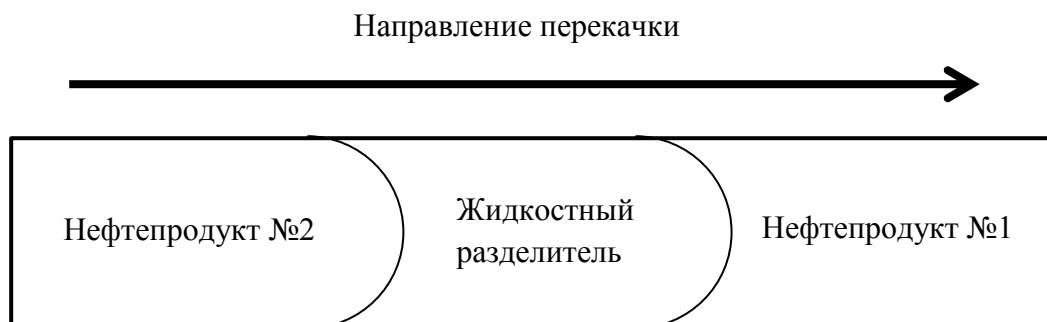 Направление перекачки
Нефтепродукт №2
Жидкостный
разделитель
Нефтепродукт №1